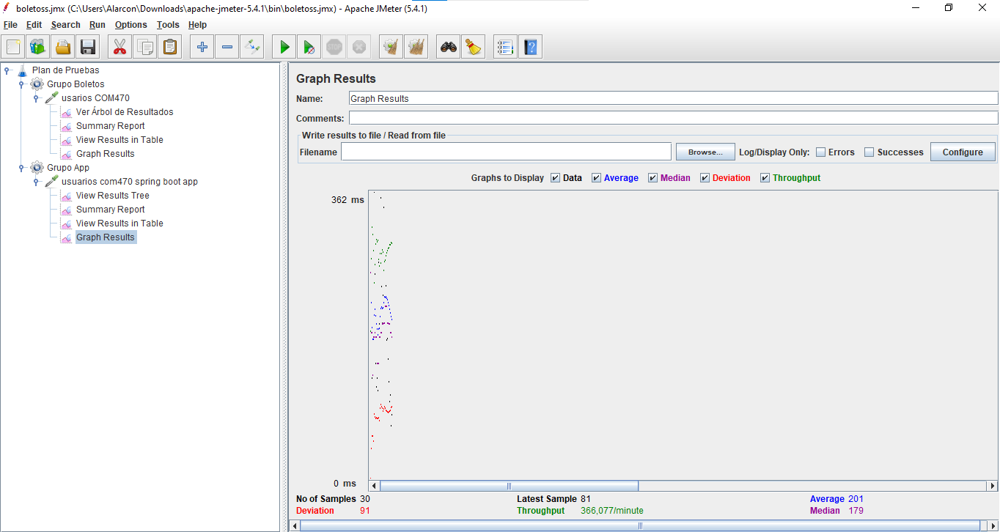 boletoss.jmx (C:\Users\Alarcon\Downloads\apache-jmeter-5.4.1\bin\boletoss.jmx) - Apache JMeter (5.4.1)
File Edit Search Run Options Tools Help
STOP
Plan de Pruebas
Grupo Boletos
usarios COM470
Ver Árbol de Resultados
Summary Report
View Results in Table
Graph Results
Grupo App
usuarios com470 spring boot app
View Results Tree
Summary Report
View Results in Table
Graph Results
Graph Results
Name: Graph Results
Comments:
Write results to file / Read from file
Filename Browse... Log/Display Only: Errors Successes Configure
Graphs to Display Data Average Median Deviation Throughput
362 ms
0 ms
No of Samples 30 Latest Sample 81 Average 201
Deviation 91 Throughput 366,077/minute Median 179